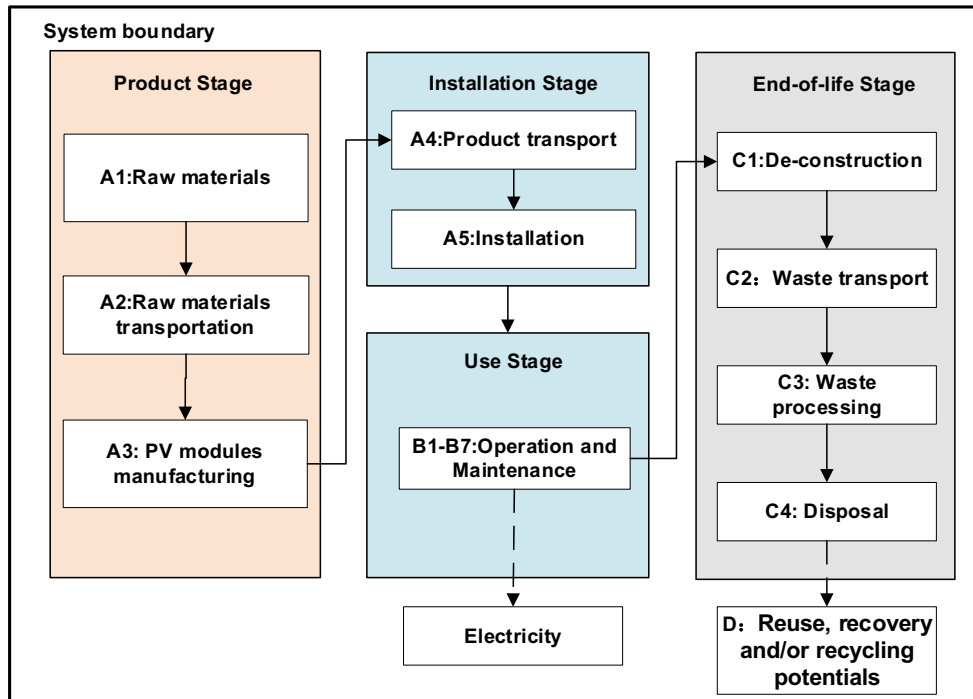 System boundary
Product Stage
A1:Raw materials
A2:Raw materials
transportation
A3: PV modules
manufacturing
Installation Stage
A4:Product transport
A5:Installation
Use Stage
B1-B7:Operation and
Maintenance
Electricity
End-of-life Stage
C1:De-construction
C2：Waste transport
C3: Waste
processing
C4: Disposal
D：Reuse, recovery
and/or recycling
potentials